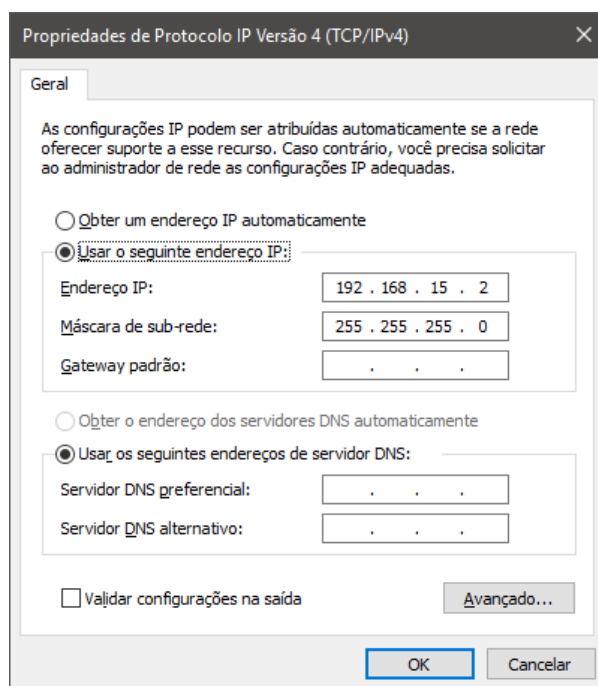 Propriedades de Protocolo IP Versão 4 (TCP/IPv4)
Geral
As configurações IP podem ser atribuídas automaticamente se a rede
oferecer suporte a esse recurso. Caso contrário, você precisa solicitar
ao administrador de rede as configurações IP adequadas.
Obter um endereço IP automaticamente
Usar o seguinte endereço IP:
Endereço IP: 192 . 168 . 15 . 2
Máscara de sub-rede: 255 . 255 . 255 . 0
Gateway padrão: . . .
Obter o endereço dos servidores DNS automaticamente
Usar os seguintes endereços de servidor DNS:
Servidor DNS preferencial: . . .
Servidor DNS alternativo: . . .
Validar configurações na saída
Avançado...
OK Cancelar